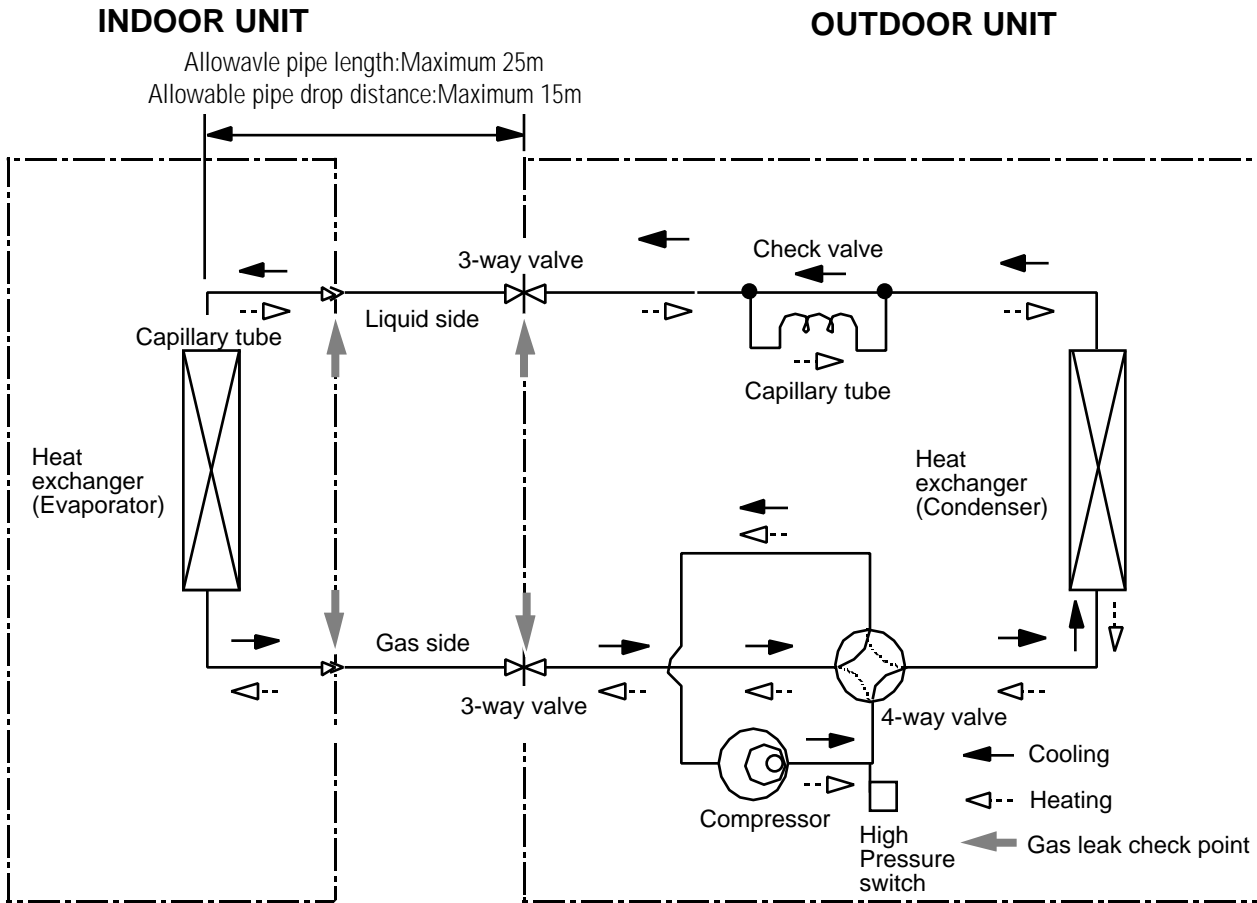 INDOOR UNIT
OUTDOOR UNIT
Allowavle pipe length:Maximum 25m
Allowable pipe drop distance:Maximum 15m
3-way valve
Check valve
Liquid side
Capillary tube
Capillary tube
Heat
exchanger
(Evaporator)
Heat
exchanger
(Condenser)
Gas side
3-way valve
4-way valve
Cooling
Heating
Compressor
High
Pressure
switch
Gas leak check point